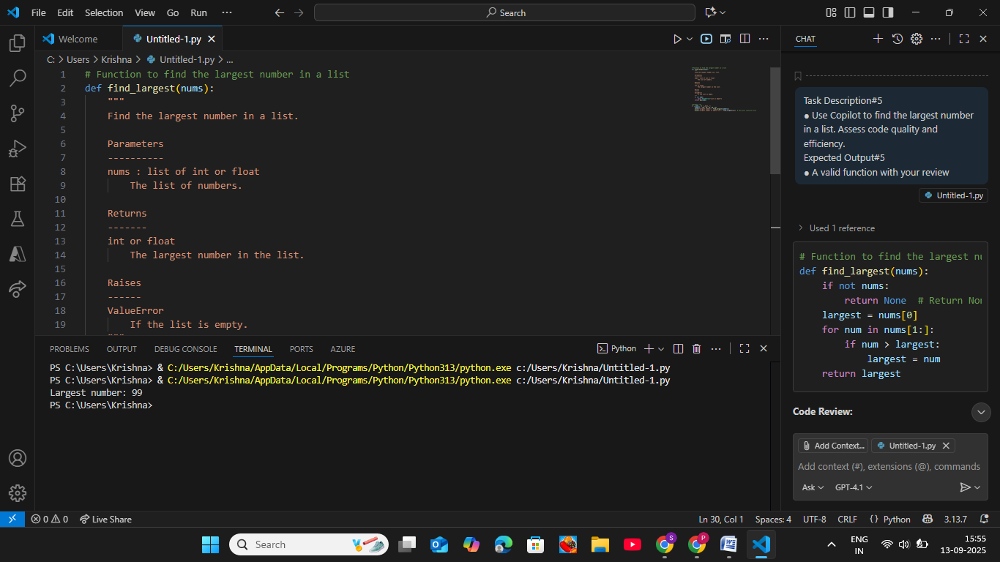 File Edit Selection View Go Run ··· Search
Welcome Untitled-1.py
C: > Users > Krishna > Untitled-1.py > ...
1 # Function to find the largest number in a list
2 def find_largest(nums):
3 """
4 Find the largest number in a list.
5
6 Parameters
7 ----------
8 nums : list of int or float
9 The list of numbers.
10
11 Returns
12 -------
13 int or float
14 The largest number in the list.
15
16 Raises
17 ------
18 ValueError
19 If the list is empty.
PROBLEMS OUTPUT DEBUG CONSOLE TERMINAL PORTS AZURE Python
PS C:\Users\Krishna> & C:/Users/Krishna/AppData/Local/Programs/Python/Python313/python.exe c:/Users/Krishna/Untitled-1.py
PS C:\Users\Krishna> & C:/Users/Krishna/AppData/Local/Programs/Python/Python313/python.exe c:/Users/Krishna/Untitled-1.py
Largest number: 99
PS C:\Users\Krishna>
CHAT
Task Description#5
● Use Copilot to find the largest number
in a list. Assess code quality and
efficiency.
Expected Output#5
● A valid function with your review
Untitled-1.py
> Used 1 reference
# Function to find the largest
def find_largest(nums):
if not nums:
return None # Return
largest = nums[0]
for num in nums[1:]:
if num > largest:
largest = num
return largest
Code Review:
Add Context... Untitled-1.py
Add context (#), extensions (@), commands
Ask GPT-4.1
0 0 Live Share Ln 30, Col 1 Spaces: 4 UTF-8 CRLF {} Python 3.13.7
Search
S
P
ENG
IN
15:55
13-09-2025